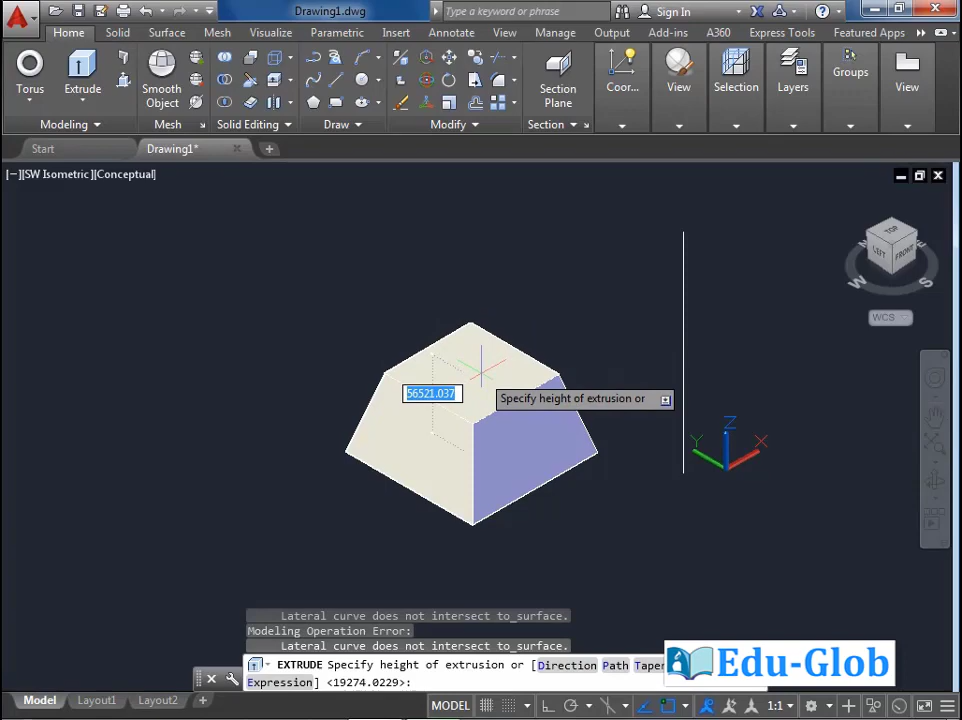 Drawing1.dwg
Type a keyword or phrase
Sign In
Home Solid Surface Mesh Visualize Parametric Insert Annotate View Manage Output Add-ins A360 Express Tools Featured Apps
Torus Extrude Smooth Object Section Plane Coor... View Selection Layers Groups View
Modeling Mesh Solid Editing Draw Modify Section
Start Drawing1*
[−][SW Isometric][Conceptual]
TOP
LEFT FRONT
W S
WCS
56521.037
Specify height of extrusion or
Z
Y X
Lateral curve does not intersect to_surface.
Modeling Operation Error:
Lateral curve does not intersect to_surface.
EXTRUDE Specify height of extrusion or [Direction Path Taper
Expression] <19274.0229>:
Edu-Glob
Model Layout1 Layout2
MODEL 1:1